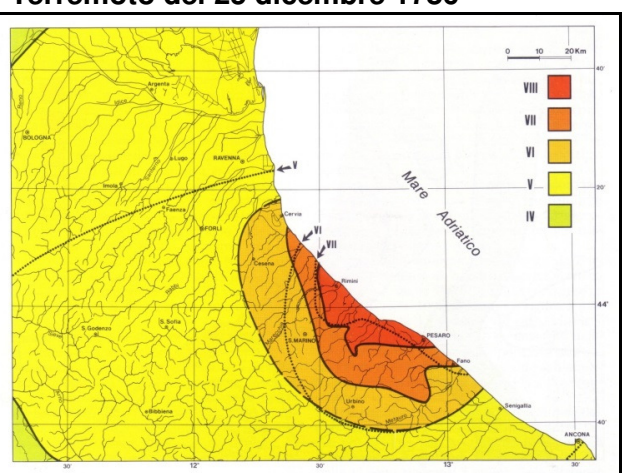 Terremoto del 25 dicembre 1786
0 10 20 Km
40'
VIII
VII
VI
V
IV
Argenta
BOLOGNA
Lugo
RAVENNA
V
Imola
20'
Faenza
FORLI
Cervia
Mare Adriatico
VI
VII
Cesena
Rimini
44°
S. Sofia
S. Godenzo
S. MARINO
PESARO
Fano
Urbino
Senigallia
Bibbiena
Metauro
40'
ANCONA
30'
12°
30'
13°
30'